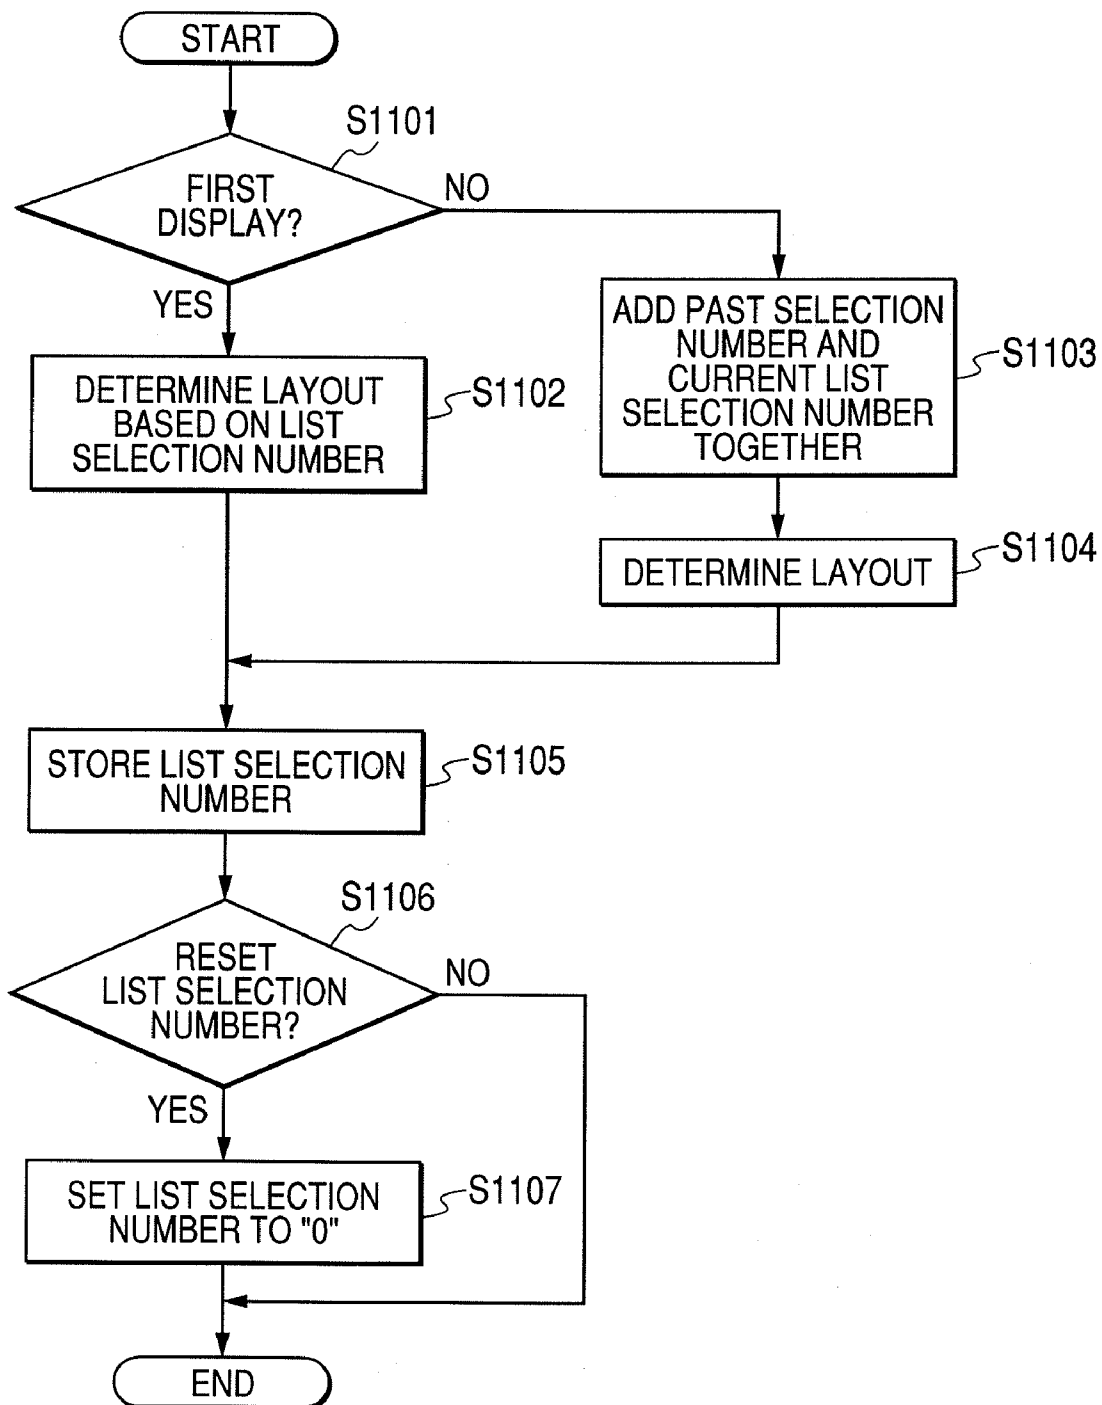 START
S1101
FIRST
DISPLAY?
NO
YES
DETERMINE LAYOUT
BASED ON LIST
SELECTION NUMBER
S1102
ADD PAST SELECTION
NUMBER AND
CURRENT LIST
SELECTION NUMBER
TOGETHER
S1103
DETERMINE LAYOUT
S1104
STORE LIST SELECTION
NUMBER
S1105
S1106
RESET
LIST SELECTION
NUMBER?
NO
YES
SET LIST SELECTION
NUMBER TO "0"
S1107
END